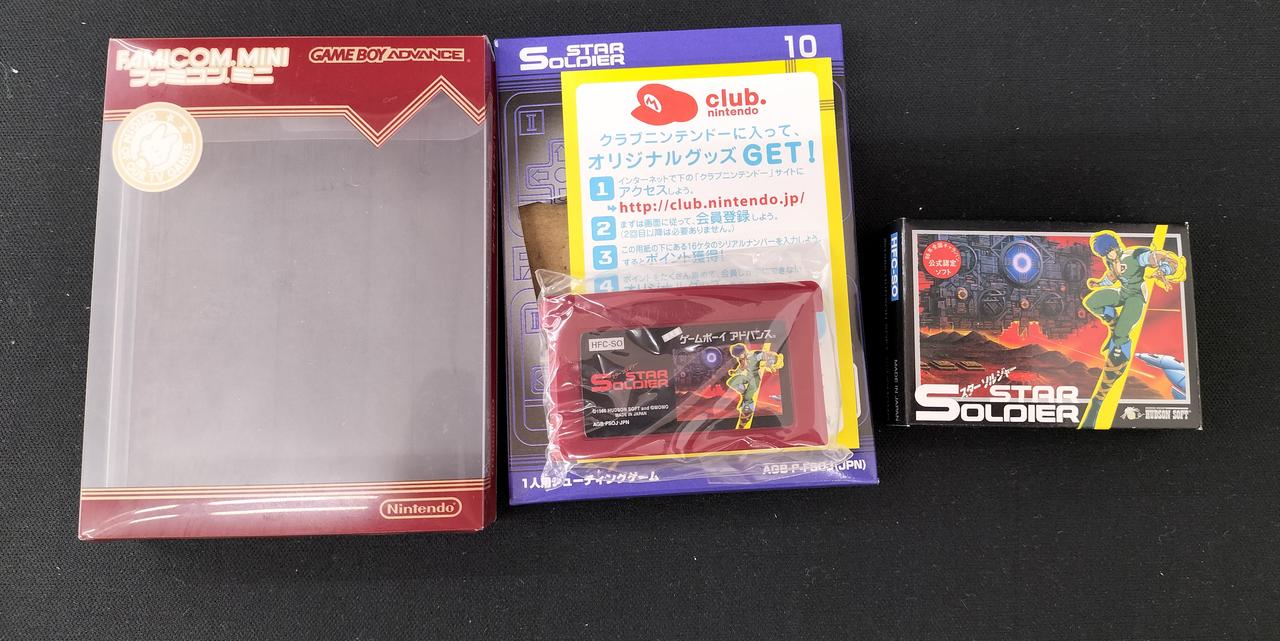 FAMICOM MINI
ファミコン ミニ
GAME BOY ADVANCE
Nintendo
STAR
SOLDIER
10
club.
nintendo
クラブニンテンドーに入って、
オリジナルグッズGET!
1
インターネットで下の「クラブニンテンドー」サイトに
アクセスしよう。
http://club.nintendo.jp/
2
まずは画面に従って、会員登録しよう。
(2回目以降は必要ありません。)
3
この用紙の下にある16ケタのシリアルナンバーを入力しよう
するとポイント獲得!
4
HFC-SO
ゲームボーイ アドバンス
STAR
SOLDIER
©1986 HUDSON SOFT
MADE IN JAPAN
AGB-FSOJ-JPN
1人用シューティングゲーム
AGB-P-FSOJ(JPN)
HFC-SO
MADE IN JAPAN
公式認定
ソフト
スターソルジャー
STAR
SOLDIER
HUDSON SOFT